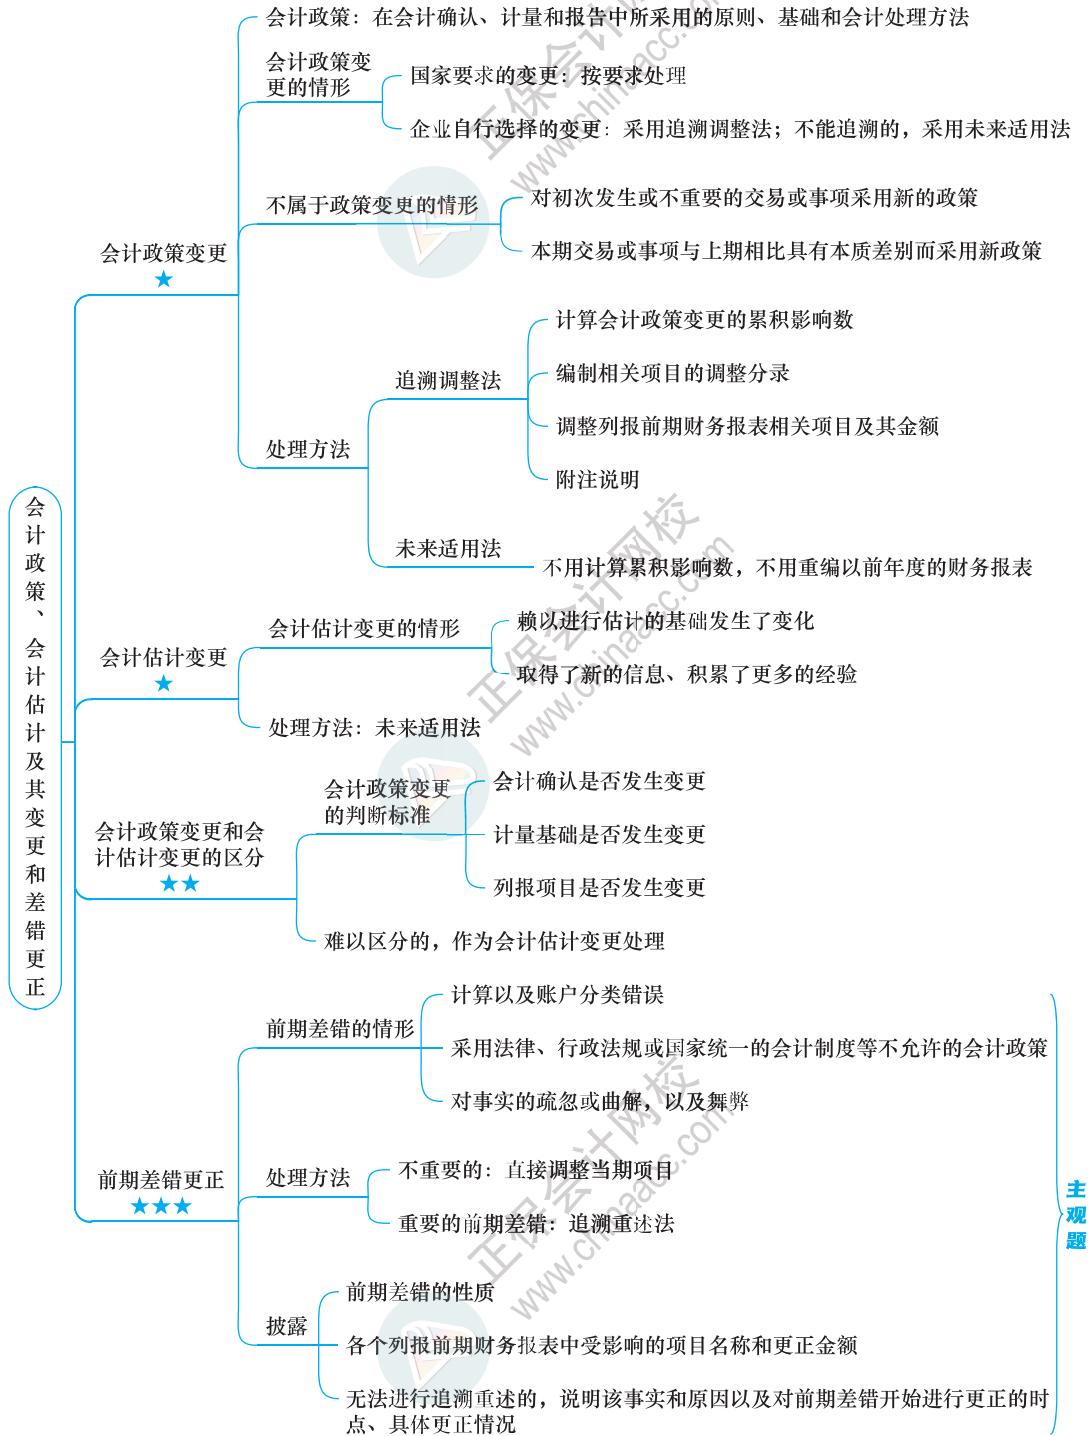 会计政策、会计估计及其变更和差错更正
会计政策变更
★
会计政策：在会计确认、计量和报告中所采用的原则、基础和会计处理方法
会计政策变
更的情形
国家要求的变更：按要求处理
企业自行选择的变更：采用追溯调整法；不能追溯的，采用未来适用法
不属于政策变更的情形
对初次发生或不重要的交易或事项采用新的政策
本期交易或事项与上期相比具有本质差别而采用新政策
处理方法
追溯调整法
计算会计政策变更的累积影响数
编制相关项目的调整分录
调整列报前期财务报表相关项目及其金额
附注说明
未来适用法
不用计算累积影响数，不用重编以前年度的财务报表
会计估计变更
★
会计估计变更的情形
赖以进行估计的基础发生了变化
取得了新的信息、积累了更多的经验
处理方法：未来适用法
会计政策变更和会
计估计变更的区分
★★
会计政策变更
的判断标准
会计确认是否发生变更
计量基础是否发生变更
列报项目是否发生变更
难以区分的，作为会计估计变更处理
前期差错更正
★★★
前期差错的情形
计算以及账户分类错误
采用法律、行政法规或国家统一的会计制度等不允许的会计政策
对事实的疏忽或曲解，以及舞弊
处理方法
不重要的：直接调整当期项目
重要的前期差错：追溯重述法
披露
前期差错的性质
各个列报前期财务报表中受影响的项目名称和更正金额
无法进行追溯重述的，说明该事实和原因以及对前期差错开始进行更正的时
点、具体更正情况
主观题
正保会计网校
www.chinaacc.com
正保会计网校
www.chinaacc.com
正保会计网校
www.chinaacc.com